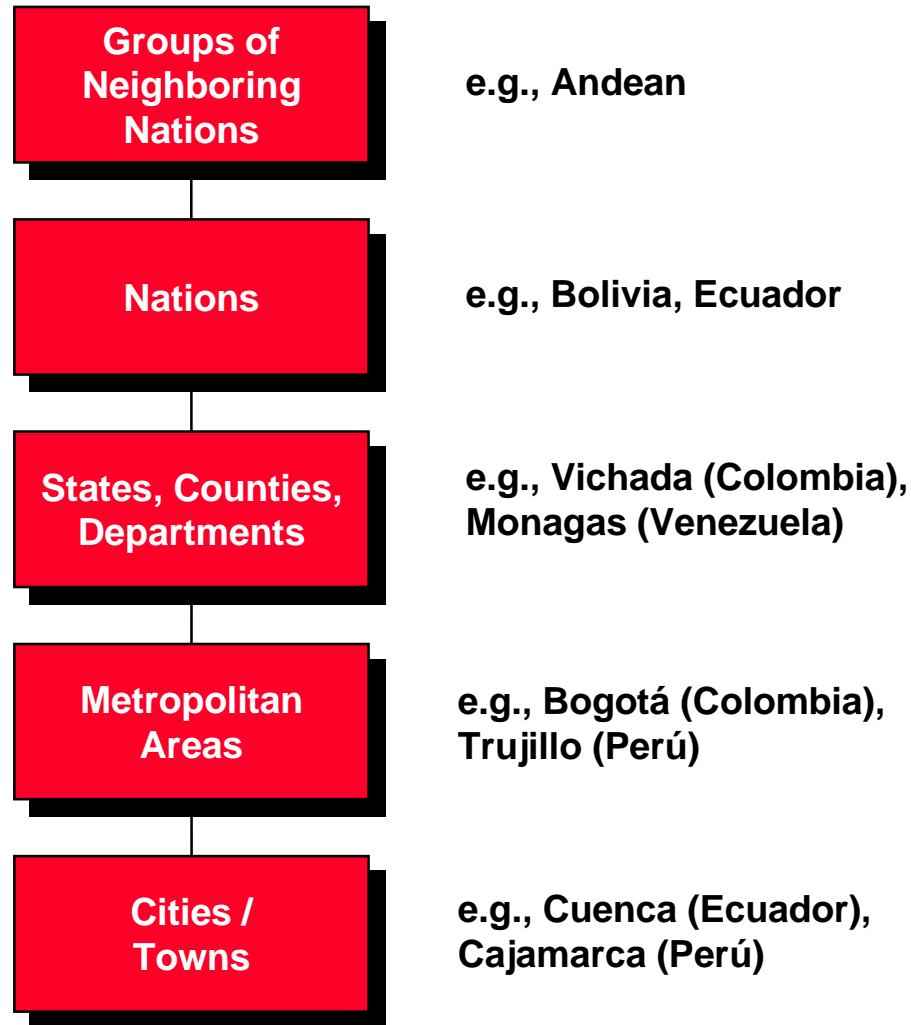 Groups of
Neighboring
Nations
e.g., Andean
Nations
e.g., Bolivia, Ecuador
States, Counties,
Departments
e.g., Vichada (Colombia),
Monagas (Venezuela)
Metropolitan
Areas
e.g., Bogotá (Colombia),
Trujillo (Perú)
Cities /
Towns
e.g., Cuenca (Ecuador),
Cajamarca (Perú)